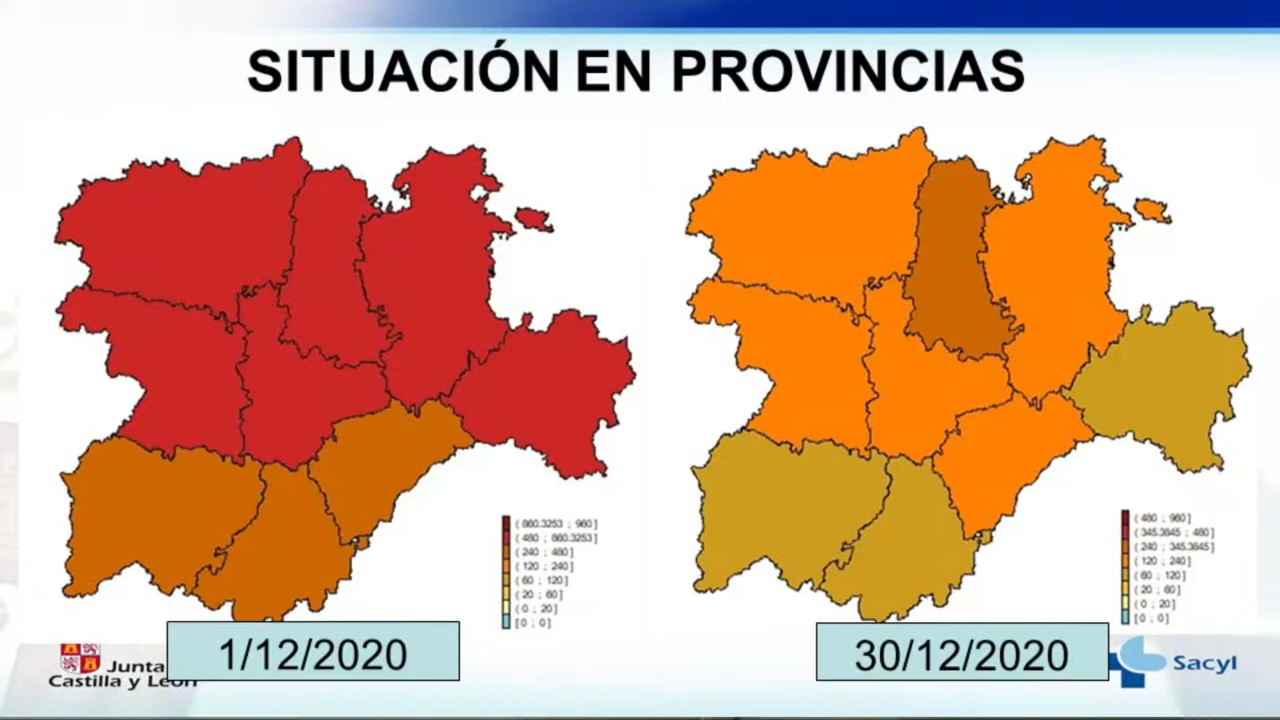 SITUACIÓN EN PROVINCIAS
( 860.3253 ; 960 ]
( 480 ; 860.3253 ]
( 240 ; 480 ]
( 120 ; 240 ]
( 60 ; 120 ]
( 20 ; 60 ]
( 0 ; 20 ]
[ 0 ; 0 ]
( 480 ; 960 ]
( 345.3645 ; 480 ]
( 240 ; 345.3645 ]
( 120 ; 240 ]
( 60 ; 120 ]
( 20 ; 60 ]
( 0 ; 20 ]
[ 0 ; 0 ]
Junta
Castilla y León
1/12/2020
30/12/2020
Sacyl